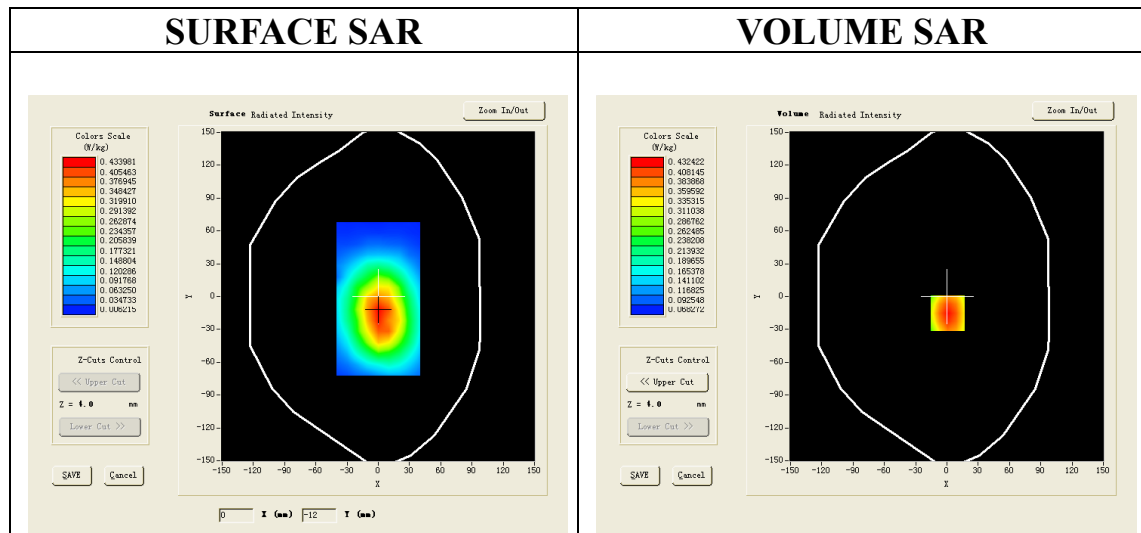 SURFACE SAR
VOLUME SAR
Surface Radiated Intensity
Zoom In/Out
Colors Scale
(W/kg)
0.433981
0.405463
0.376945
0.348427
0.319910
0.291392
0.262874
0.234357
0.205839
0.177321
0.148804
0.120286
0.091768
0.063250
0.034733
0.006215
150
120
90
60
30
0
-30
-60
-90
-120
-150
Y
-150 -120 -90 -60 -30 0 30 60 90 120 150
X
Z-Cuts Control
<< Upper Cut
Z = 4.0 mm
Lower Cut >>
SAVE Cancel
0 X (mm) -12 Y (mm)
Volume Radiated Intensity
Zoom In/Out
Colors Scale
(W/kg)
0.432422
0.408145
0.383868
0.359592
0.335315
0.311038
0.286762
0.262485
0.238208
0.213932
0.189655
0.165378
0.141102
0.116825
0.092548
0.068272
150
120
90
60
30
0
-30
-60
-90
-120
-150
Y
-150 -120 -90 -60 -30 0 30 60 90 120 150
X
Z-Cuts Control
<< Upper Cut
Z = 4.0 mm
Lower Cut >>
SAVE Cancel